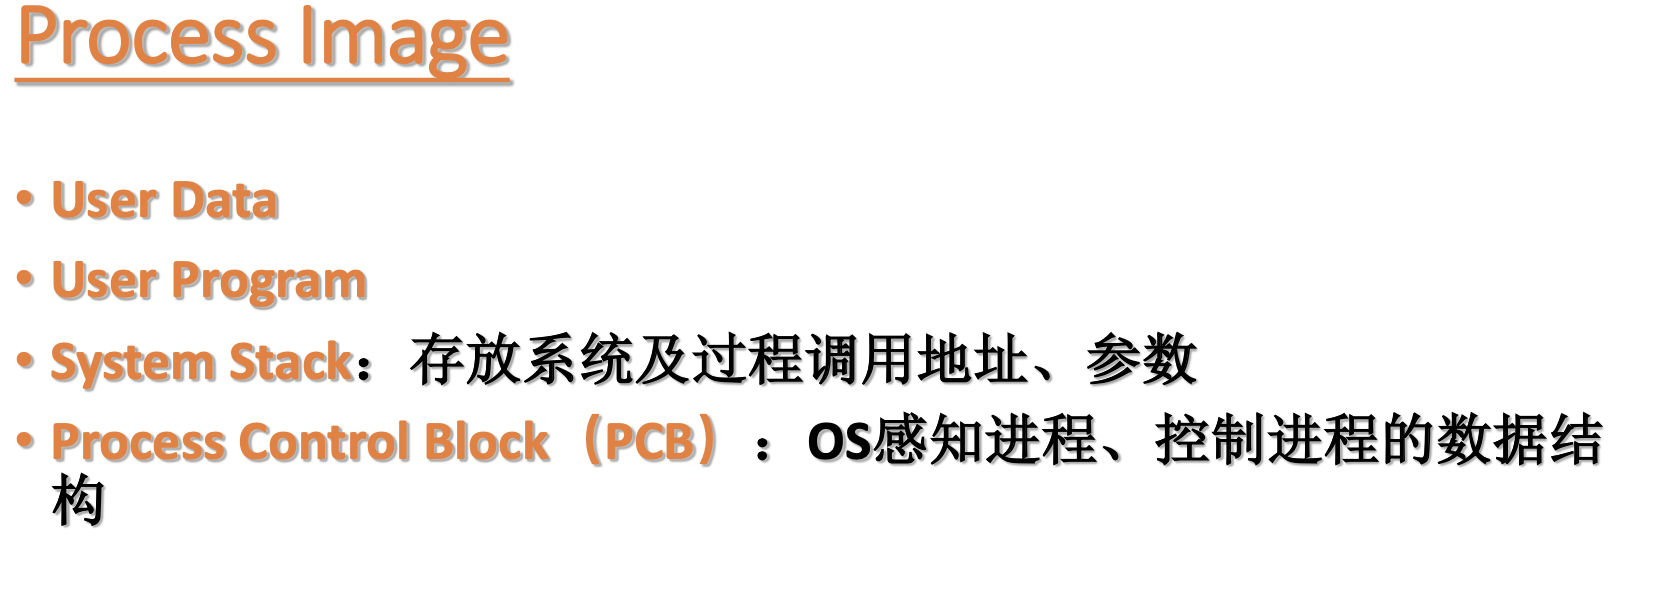 Process Image
• User Data
• User Program
• System Stack：存放系统及过程调用地址、参数
• Process Control Block（PCB）：OS感知进程、控制进程的数据结
构